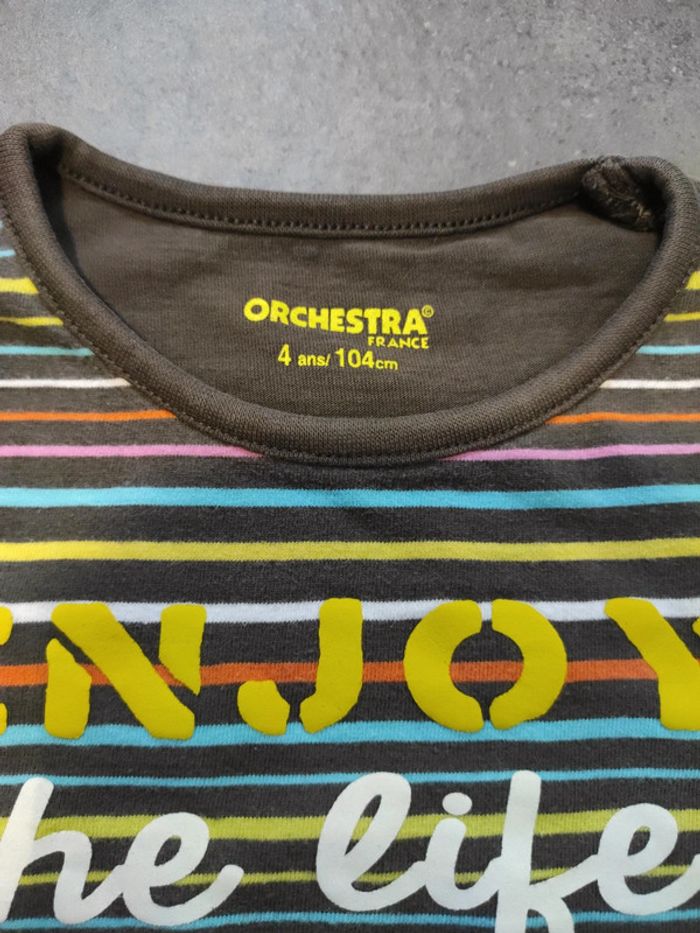 ORCHESTRA®
FRANCE
4 ans/ 104cm
ENJOY
he life